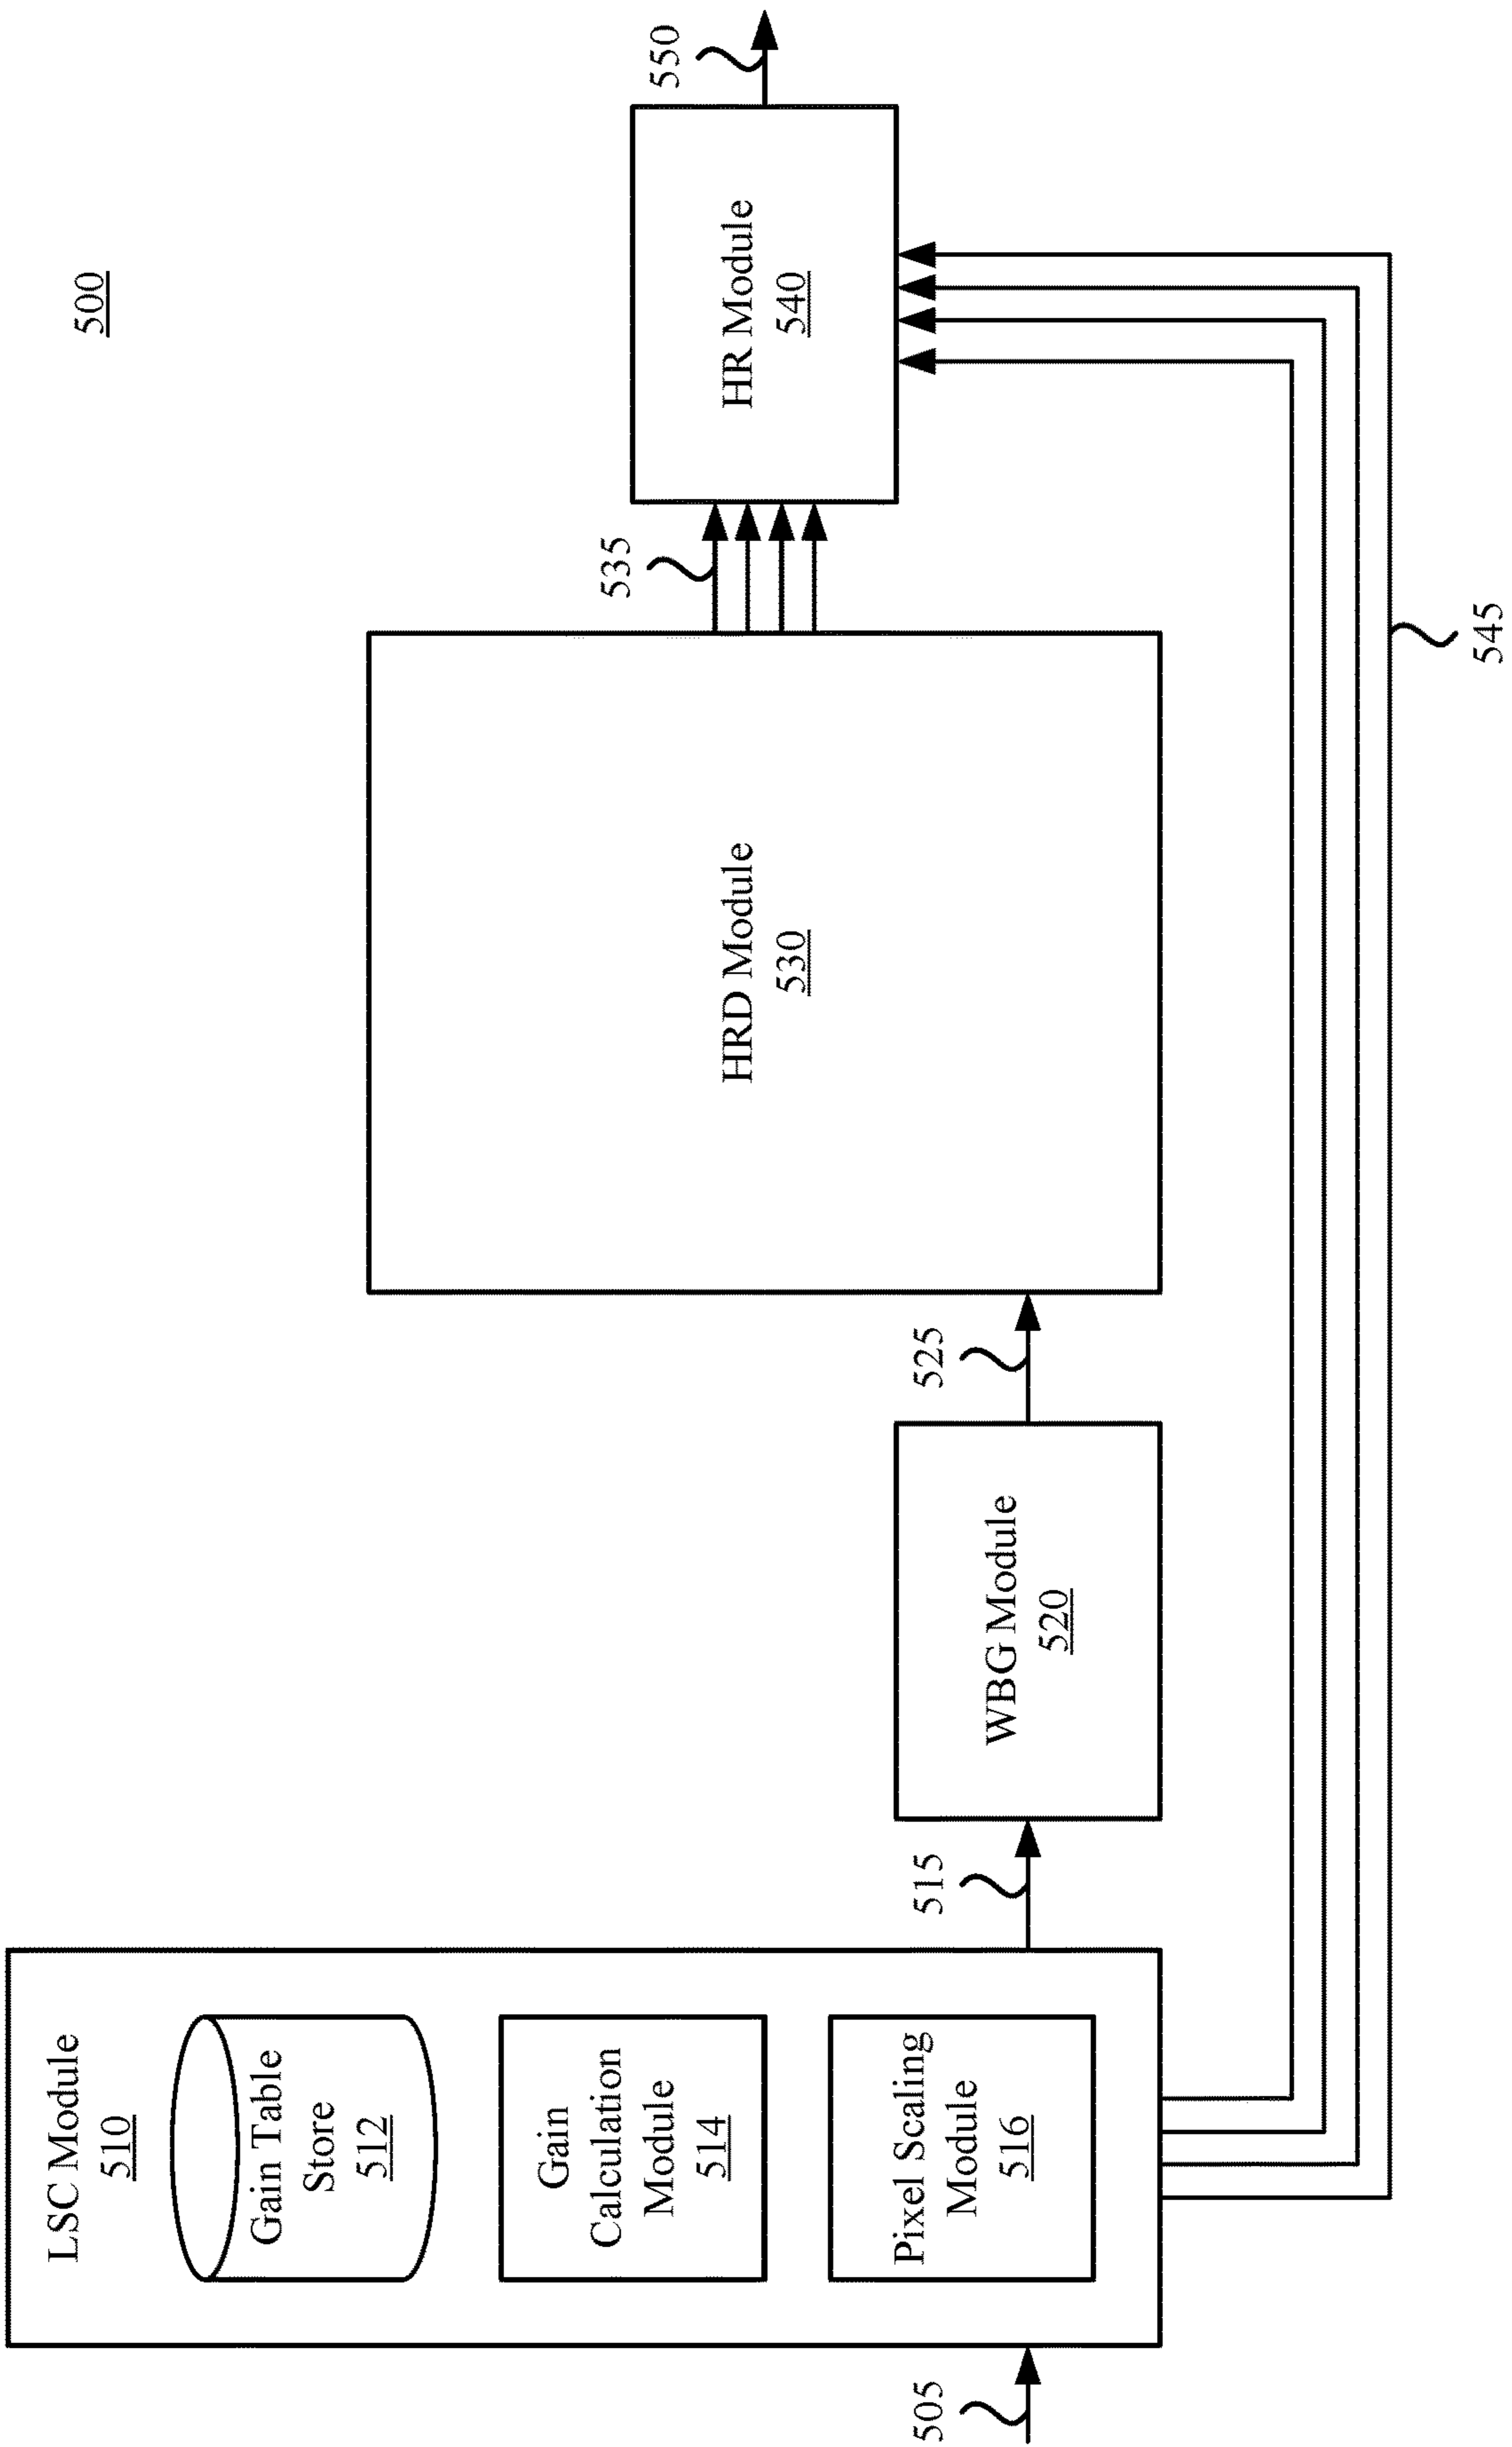 500
LSC Module
510
Gain Table
Store
512
Gain
Calculation
Module
514
Pixel Scaling
Module
516
505
515
WBG Module
520
525
HRD Module
530
535
HR Module
540
545
550